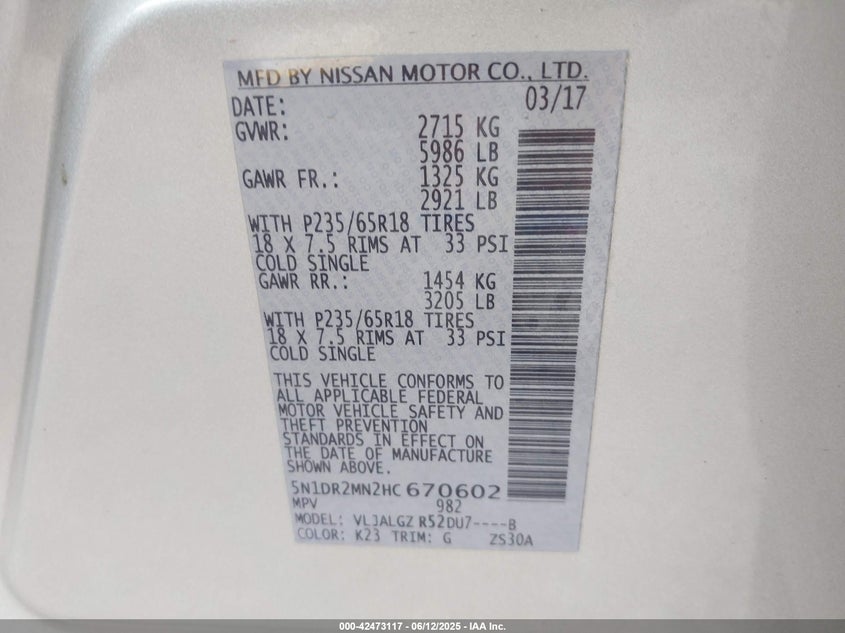 MFD BY NISSAN MOTOR CO., LTD.
DATE: 03/17
GVWR: 2715 KG
5986 LB
GAWR FR.: 1325 KG
2921 LB
WITH P235/65R18 TIRES
18 X 7.5 RIMS AT 33 PSI
COLD SINGLE
GAWR RR.: 1454 KG
3205 LB
WITH P235/65R18 TIRES
18 X 7.5 RIMS AT 33 PSI
COLD SINGLE
THIS VEHICLE CONFORMS TO
ALL APPLICABLE FEDERAL
MOTOR VEHICLE SAFETY AND
THEFT PREVENTION
STANDARDS IN EFFECT ON
THE DATE OF MANUFACTURE
SHOWN ABOVE.
5N1DR2MN2HC670602
MPV 982
MODEL: VLJALGZ R52DU7----B
COLOR: K23 TRIM: G ZS30A
000-42473117 - 06/12/2025 - IAA Inc.